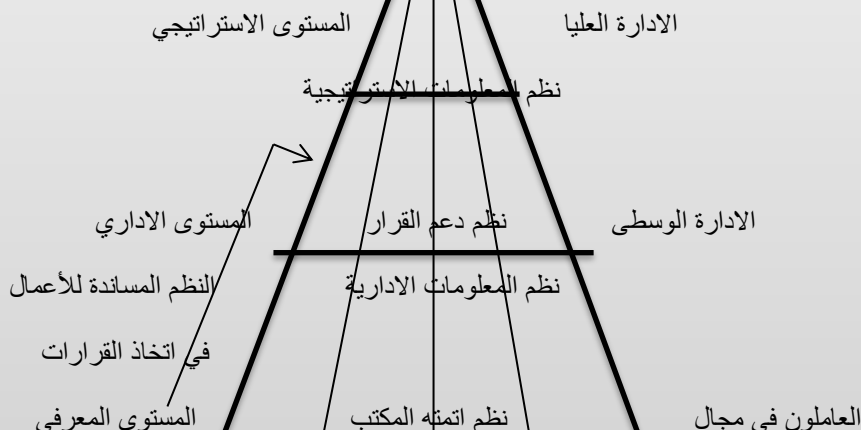 الادارة العليا المستوى الاستراتيجي
نظم المعلومات الاستراتيجية
الادارة الوسطى نظم دعم القرار المستوى الاداري
نظم المعلومات الادارية النظم المساندة للأعمال
في اتخاذ القرارات
العاملون في مجال نظم اتمته المكتب المستوى المعرفي